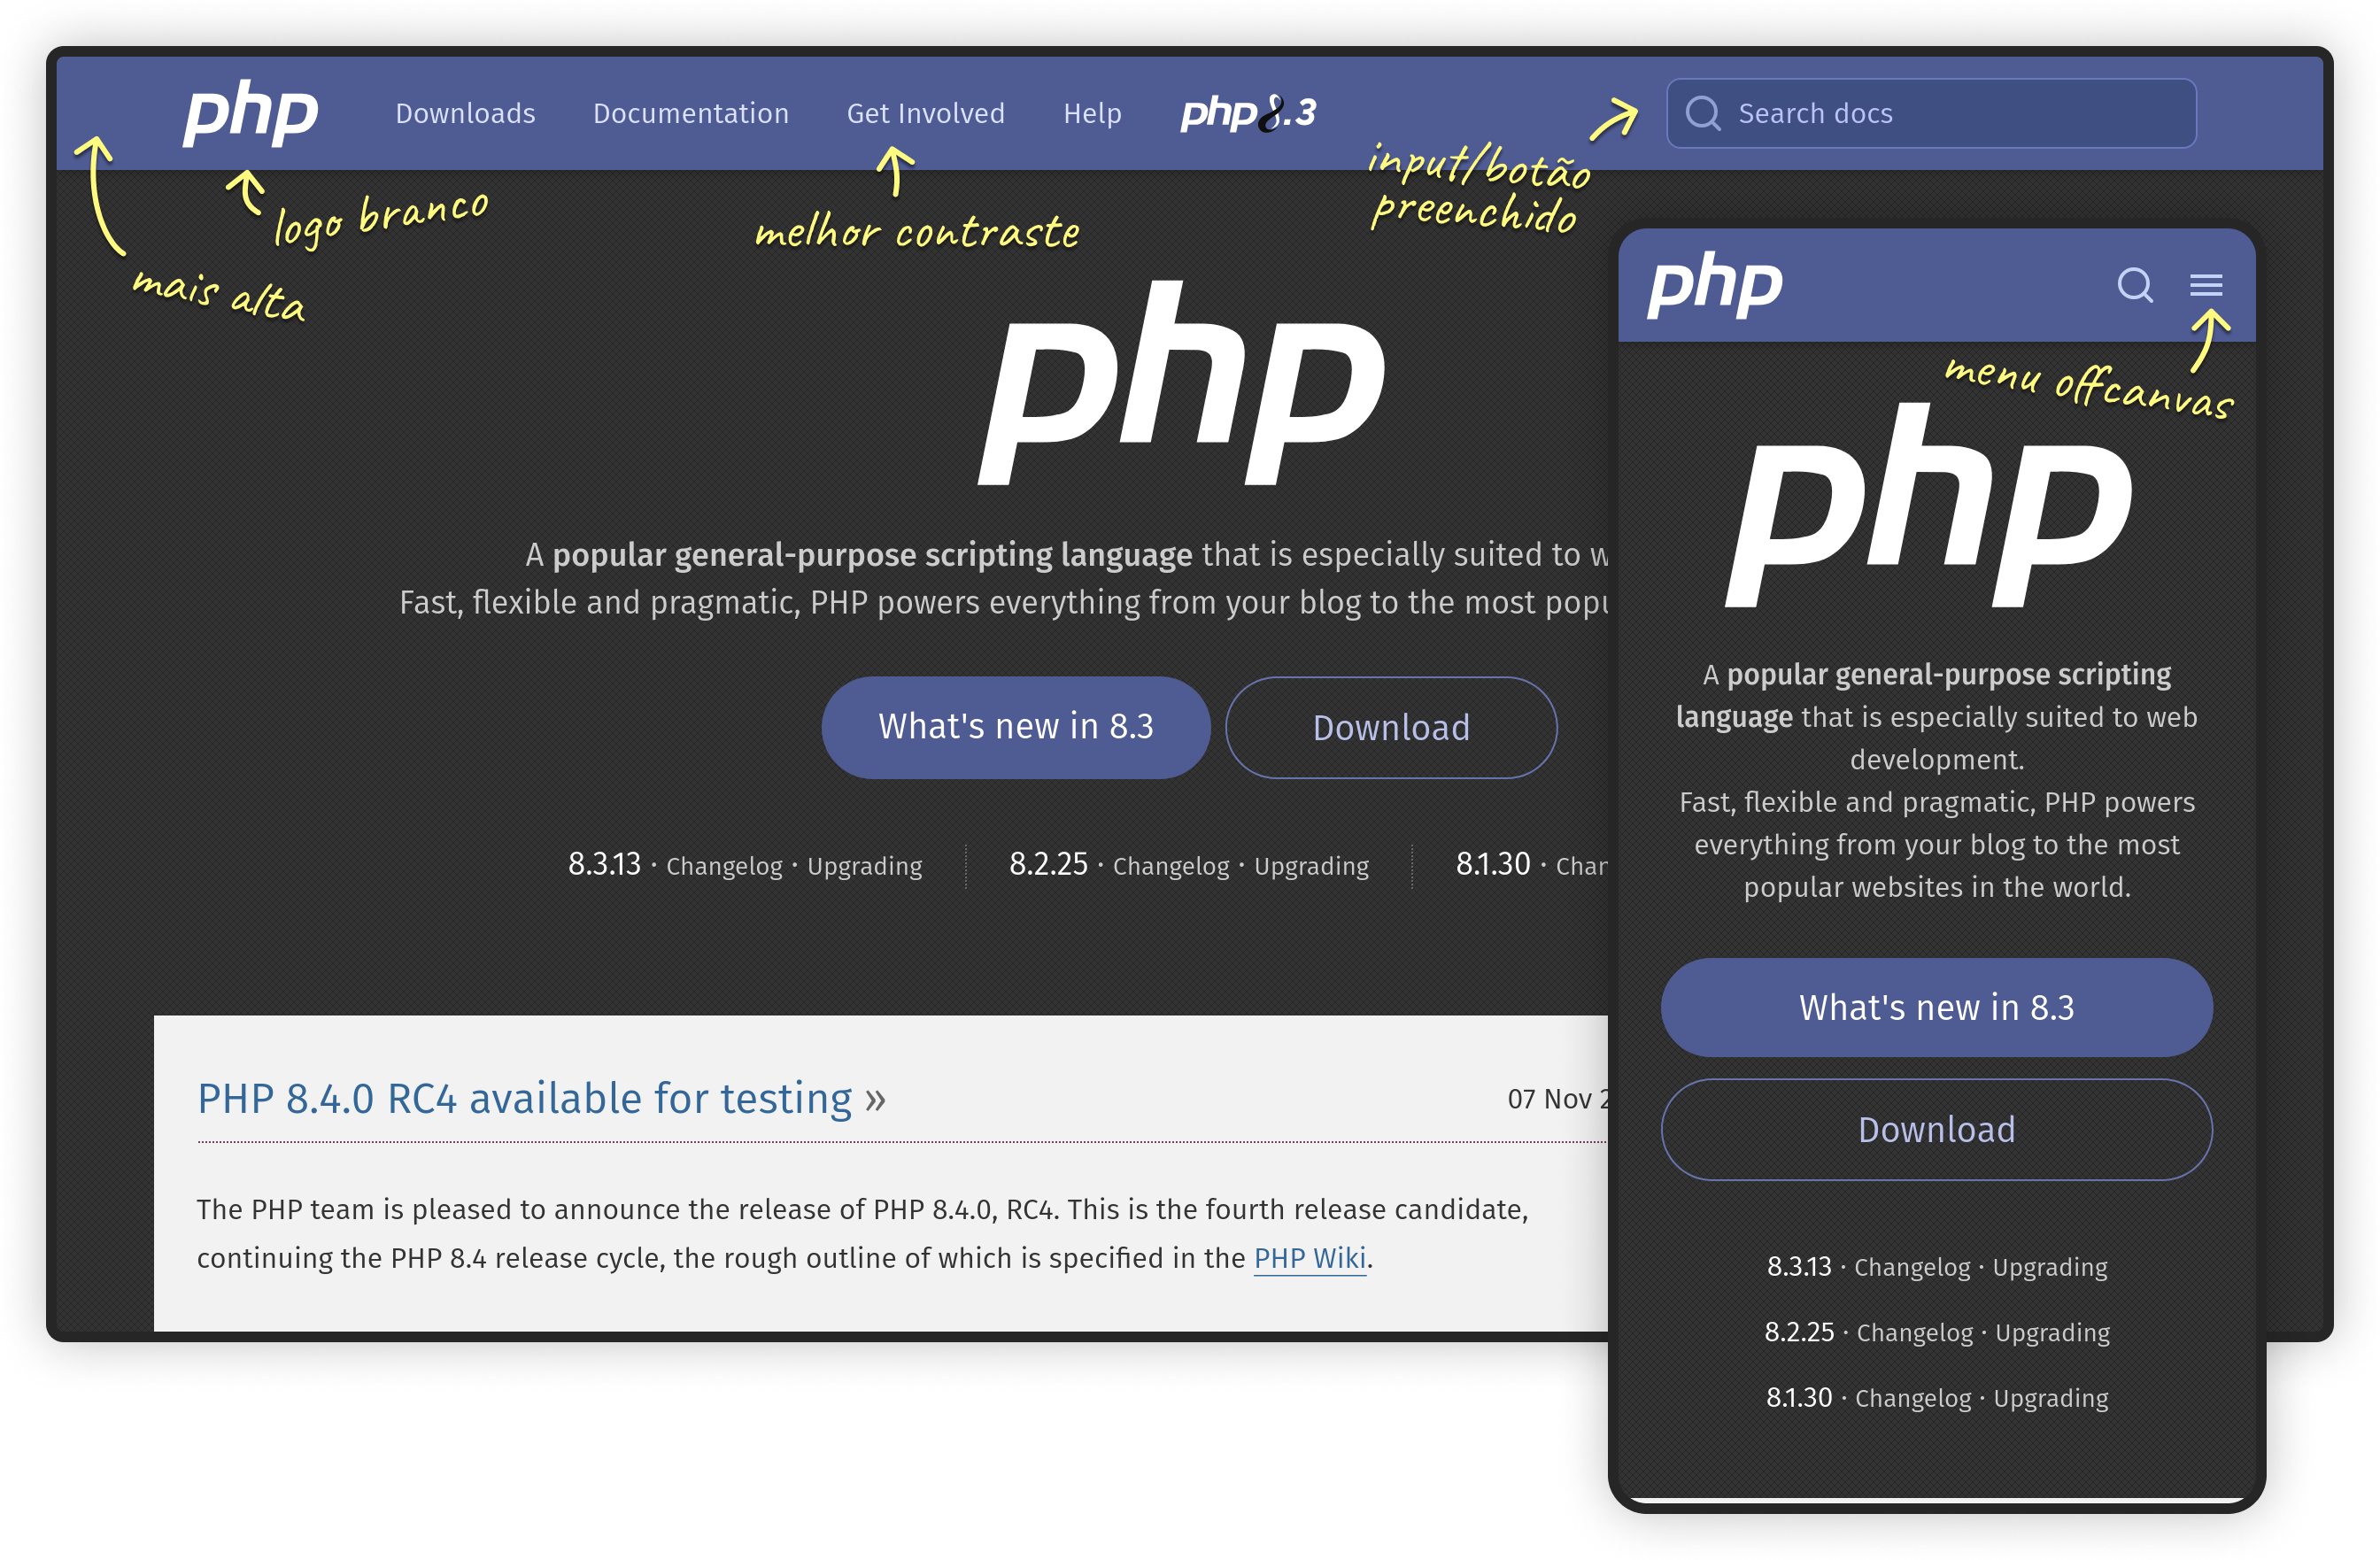 php Downloads Documentation Get Involved Help php8.3 Search docs
mais alta
logo branco
melhor contraste
input/botão
preenchido
php
A popular general-purpose scripting language that is especially suited to w
Fast, flexible and pragmatic, PHP powers everything from your blog to the most popu
What's new in 8.3 Download
8.3.13 · Changelog · Upgrading 8.2.25 · Changelog · Upgrading 8.1.30 · Chan
PHP 8.4.0 RC4 available for testing »
07 Nov 2
The PHP team is pleased to announce the release of PHP 8.4.0, RC4. This is the fourth release candidate,
continuing the PHP 8.4 release cycle, the rough outline of which is specified in the PHP Wiki.
php
menu offcanvas
php
A popular general-purpose scripting
language that is especially suited to web
development.
Fast, flexible and pragmatic, PHP powers
everything from your blog to the most
popular websites in the world.
What's new in 8.3
Download
8.3.13 · Changelog · Upgrading
8.2.25 · Changelog · Upgrading
8.1.30 · Changelog · Upgrading